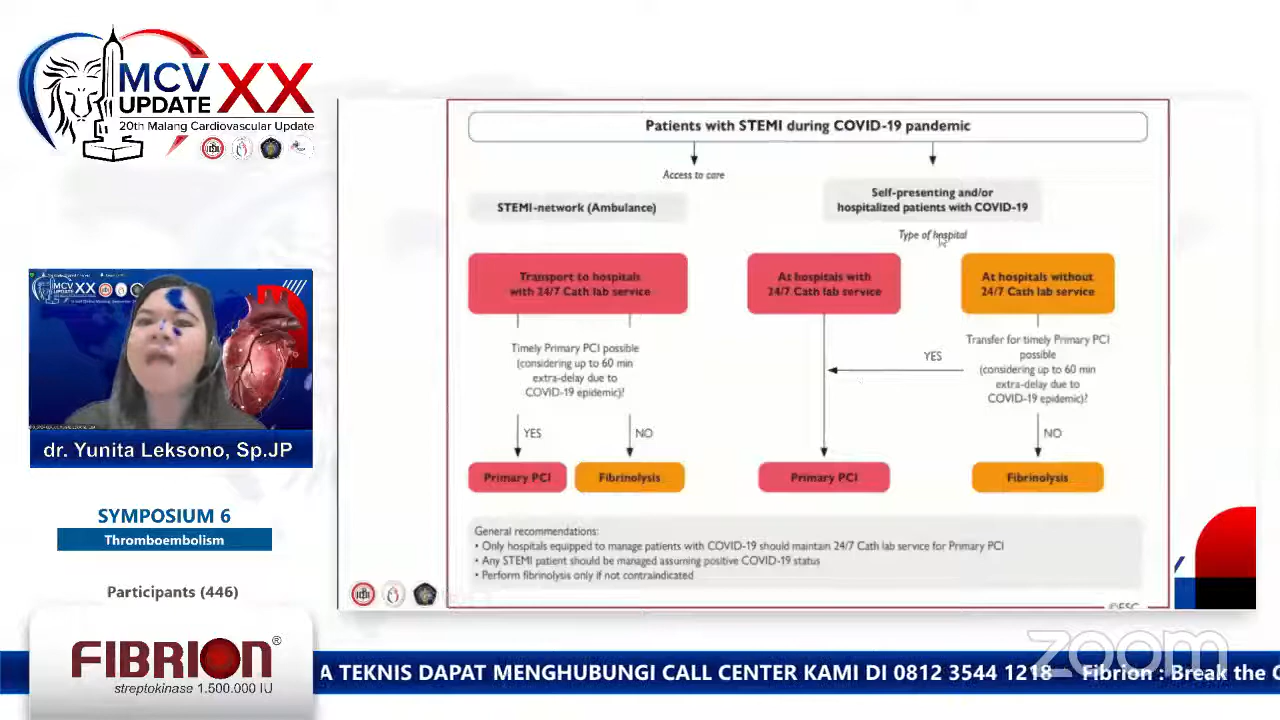 MCV XX
UPDATE
20th Malang Cardiovascular Update
MCV XX
UPDATE
dr. Yunita Leksono, Sp.JP
SYMPOSIUM 6
Thromboembolism
Participants (446)
FIBRION®
streptokinase 1.500.000 IU
Patients with STEMI during COVID-19 pandemic
Access to care
STEMI-network (Ambulance)
Self-presenting and/or
hospitalized patients with COVID-19
Type of hospital
Transport to hospitals
with 24/7 Cath lab service
At hospitals with
24/7 Cath lab service
At hospitals without
24/7 Cath lab service
Timely Primary PCI possible
(considering up to 60 min
extra-delay due to
COVID-19 epidemic)?
YES
Transfer for timely Primary PCI
possible
(considering up to 60 min
extra-delay due to
COVID-19 epidemic)?
YES
NO
NO
Primary PCI
Fibrinolysis
Primary PCI
Fibrinolysis
General recommendations:
• Only hospitals equipped to manage patients with COVID-19 should maintain 24/7 Cath lab service for Primary PCI
• Any STEMI patient should be managed assuming positive COVID-19 status
• Perform fibrinolysis only if not contraindicated
©ESC
zoom
A TEKNIS DAPAT MENGHUBUNGI CALL CENTER KAMI DI 0812 3544 1218 Fibrion : Break the